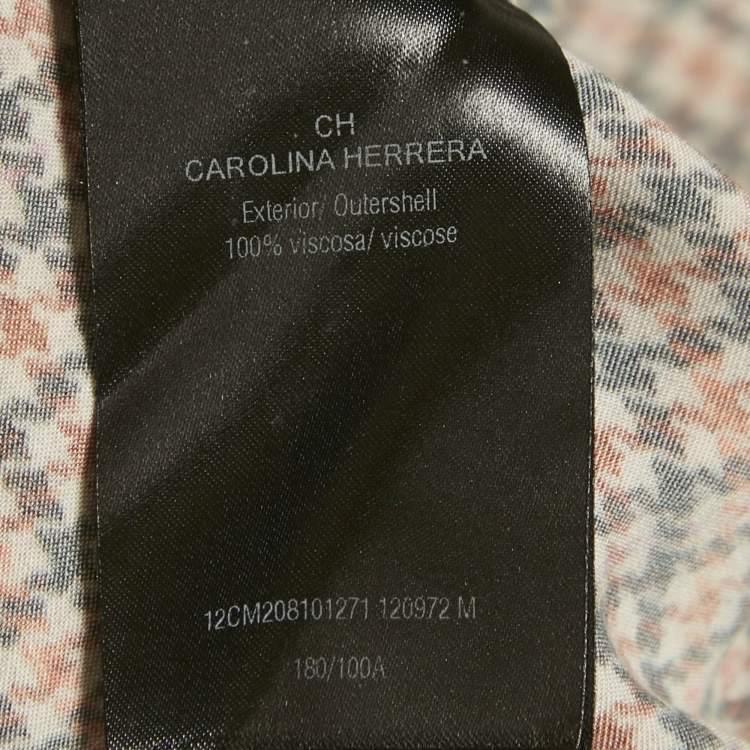 CH
CAROLINA HERRERA
Exterior/ Outershell
100% viscosa/ viscose
12CM208101271 120972 M
180/100A